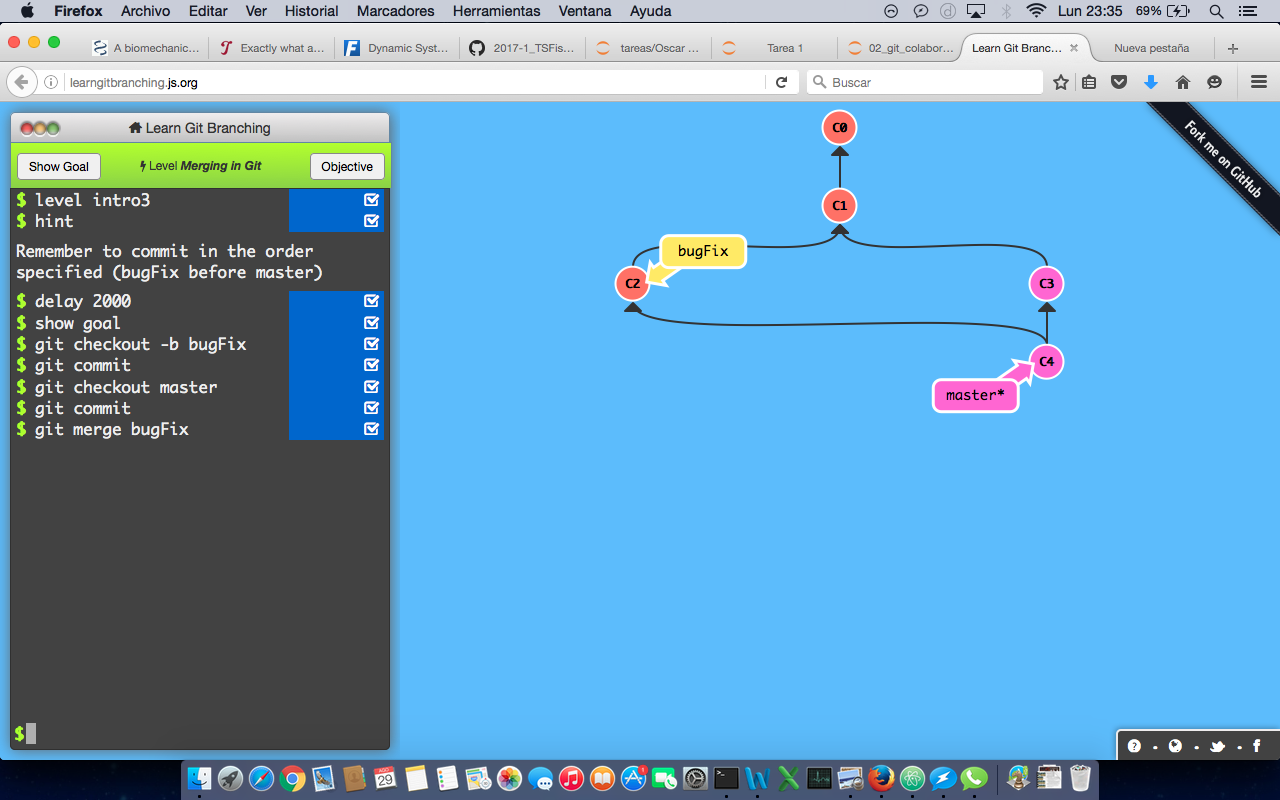 Firefox Archivo Editar Ver Historial Marcadores Herramientas Ventana Ayuda Lun 23:35 69%
A biomechanic... Exactly what a... Dynamic Syst... 2017-1_TSFis... tareas/Oscar ... Tarea 1 02_git_colabor... Learn Git Branc... Nueva pestaña
learngitbranching.js.org Buscar
Learn Git Branching
Show Goal Level Merging in Git Objective
$ level intro3
$ hint
Remember to commit in the order
specified (bugFix before master)
$ delay 2000
$ show goal
$ git checkout -b bugFix
$ git commit
$ git checkout master
$ git commit
$ git merge bugFix
$
C0
C1
bugFix
C2 C3
C4
master*
Fork me on GitHub
29